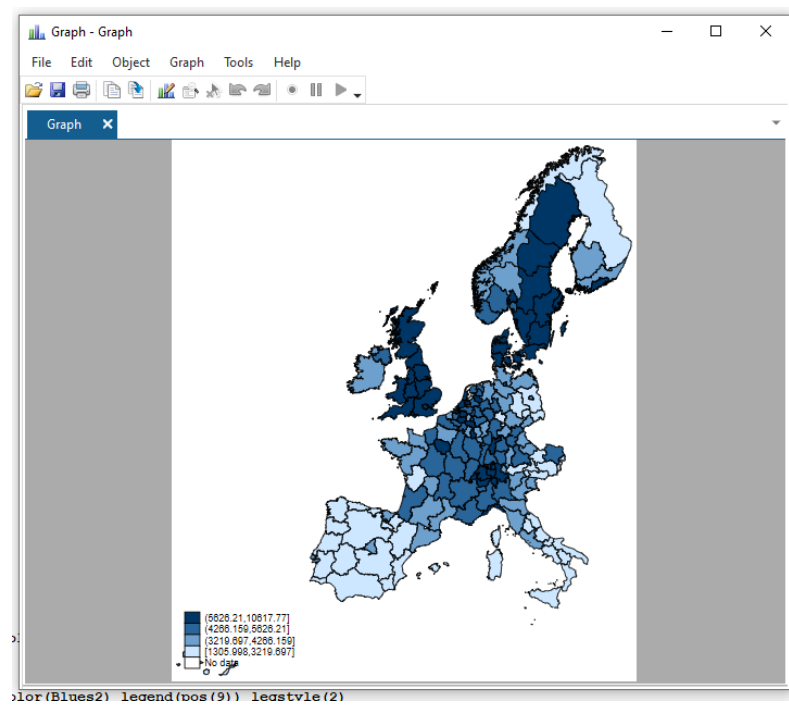 Graph - Graph
File Edit Object Graph Tools Help
Graph
(5626.21,10617.77]
(4266.159,5626.21]
(3219.697,4266.159]
[1305.998,3219.697]
No data
olor(Blues2) legend(pos(9)) legstyle(2)